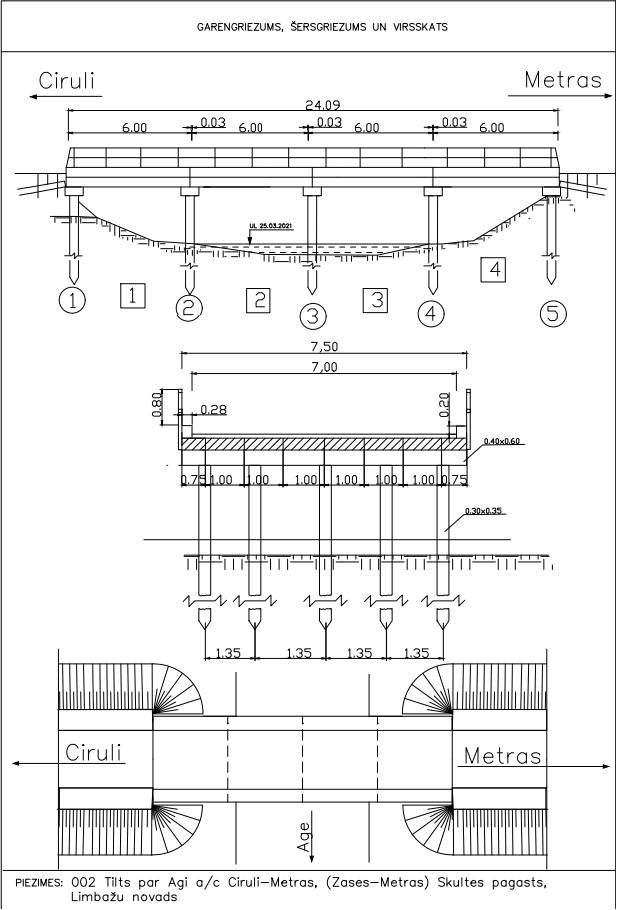 GARENGRIEZUMS, ŠERSGRIEZUMS UN VIRSSKATS
Ciruli
Metras
24.09
6.00 0.03 6.00 0.03 6.00 0.03 6.00
UL 25.03.2021
1 1 2 2 3 3 4 4 5
7,50
7,00
0.80
0.28
0.20
0.40x0.60
0.75 1.00 1.00 1.00 1.00 1.00 1.00 0.75
0.30x0.35
1.35 1.35 1.35 1.35
Ciruli
Metras
Age
PIEZIMES: 002 Tilts par Agi a/c Ciruli-Metras, (Zases-Metras) Skultes pagasts,
Limbažu novads